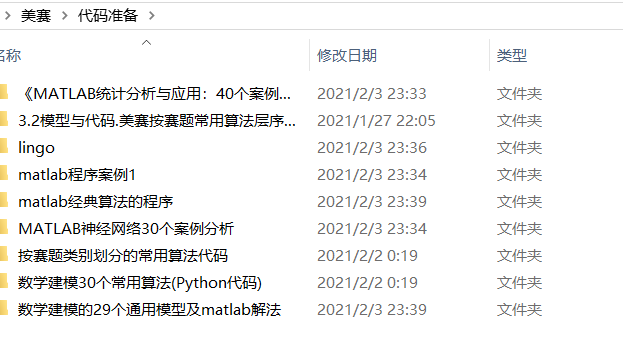 美赛 代码准备
名称 修改日期 类型
《MATLAB统计分析与应用：40个案例... 2021/2/3 23:33 文件夹
3.2模型与代码.美赛按赛题常用算法层序... 2021/1/27 22:05 文件夹
lingo 2021/2/3 23:36 文件夹
matlab程序案例1 2021/2/3 23:34 文件夹
matlab经典算法的程序 2021/2/3 23:39 文件夹
MATLAB神经网络30个案例分析 2021/2/3 23:34 文件夹
按赛题类别划分的常用算法代码 2021/2/2 0:19 文件夹
数学建模30个常用算法(Python代码) 2021/2/2 0:19 文件夹
数学建模的29个通用模型及matlab解法 2021/2/3 23:39 文件夹